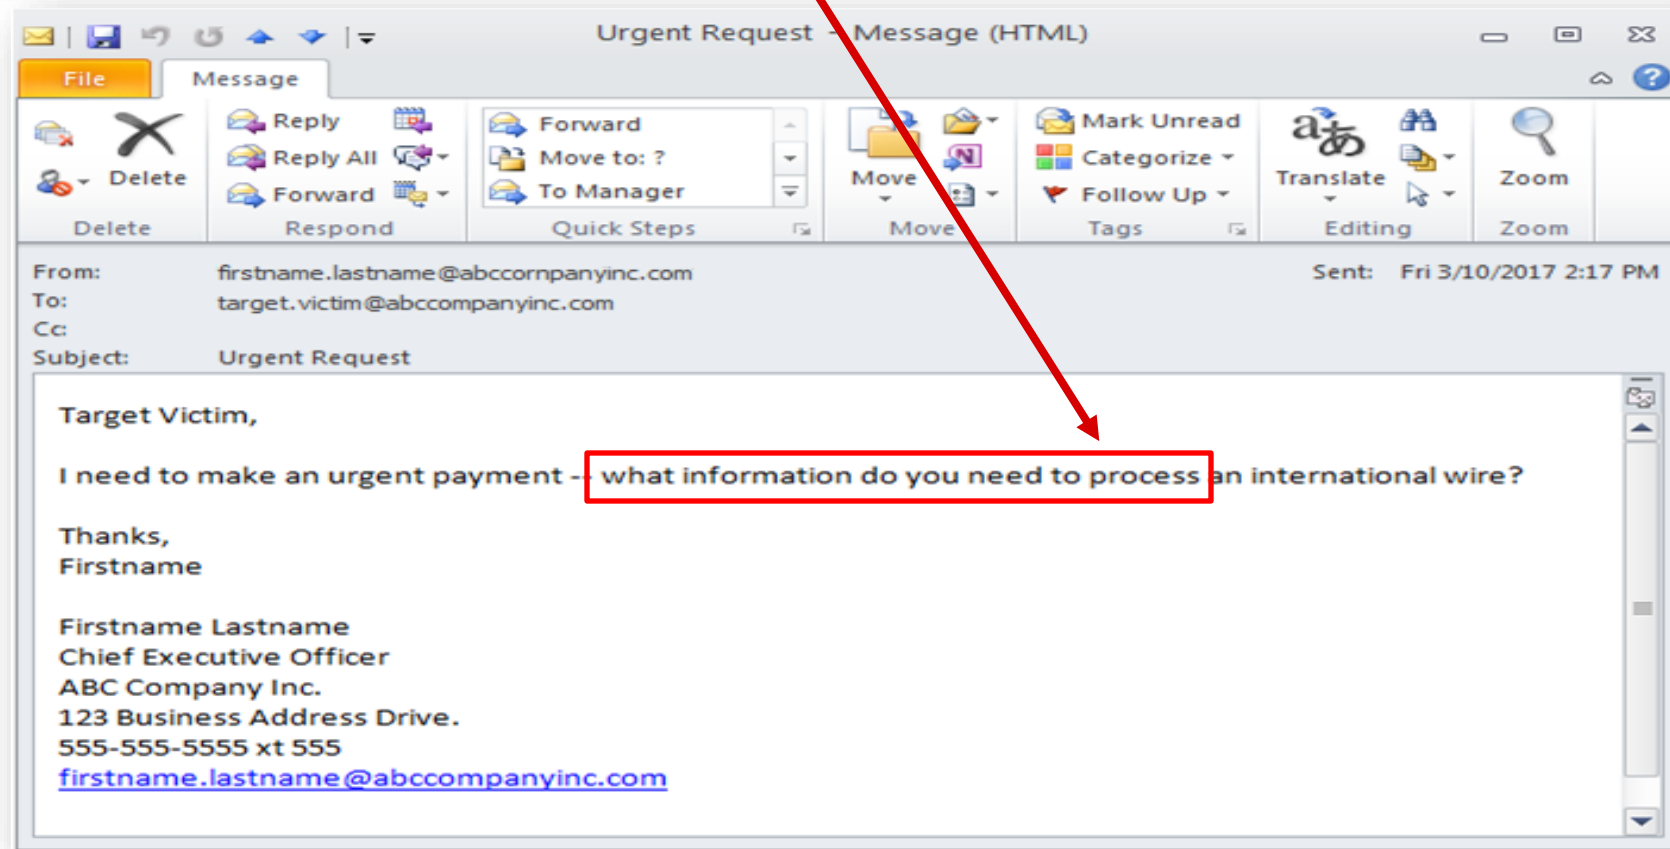 Urgent Request - Message (HTML)
File Message
Delete
Reply
Reply All
Forward
Forward
Move to: ?
To Manager
Move
Mark Unread
Categorize
Follow Up
Translate
Zoom
Delete Respond Quick Steps Move Tags Editing Zoom
From: firstname.lastname@abccornpanyinc.com Sent: Fri 3/10/2017 2:17 PM
To: target.victim@abccompanyinc.com
Cc:
Subject: Urgent Request
Target Victim,
I need to make an urgent payment -- what information do you need to process an international wire?
Thanks,
Firstname
Firstname Lastname
Chief Executive Officer
ABC Company Inc.
123 Business Address Drive.
555-555-5555 xt 555
firstname.lastname@abccompanyinc.com